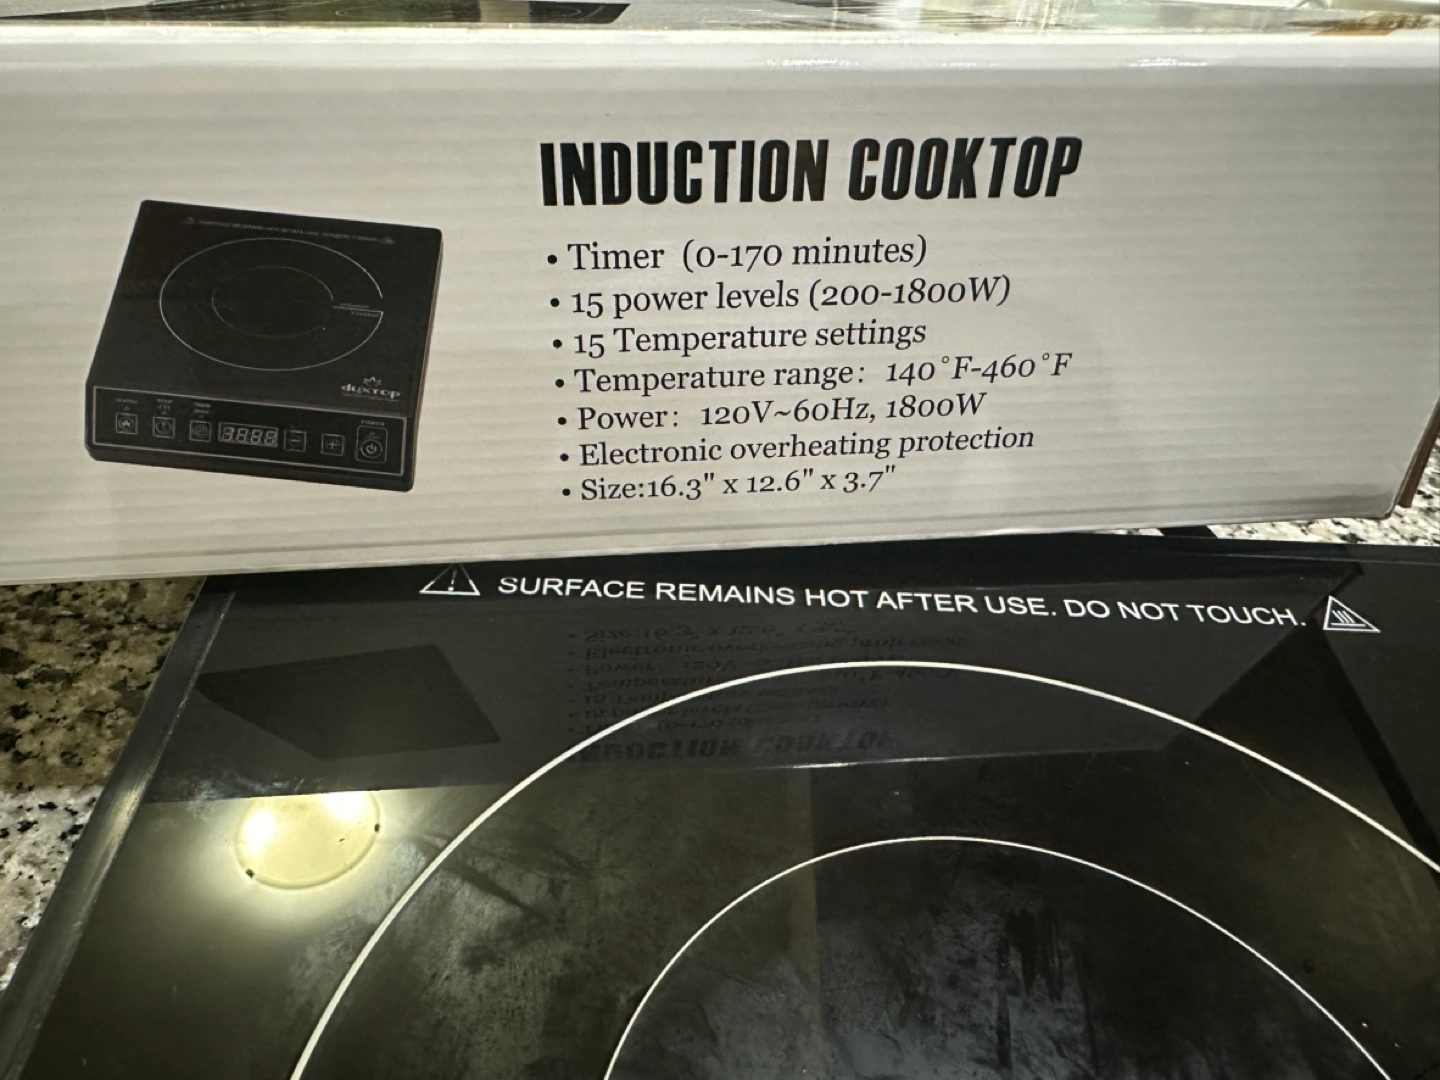 INDUCTION COOKTOP
• Timer (0-170 minutes)
• 15 power levels (200-1800W)
• 15 Temperature settings
• Temperature range: 140°F-460°F
• Power: 120V~60Hz, 1800W
• Electronic overheating protection
• Size:16.3" x 12.6" x 3.7"
duxtop
POWER
SURFACE REMAINS HOT AFTER USE. DO NOT TOUCH.